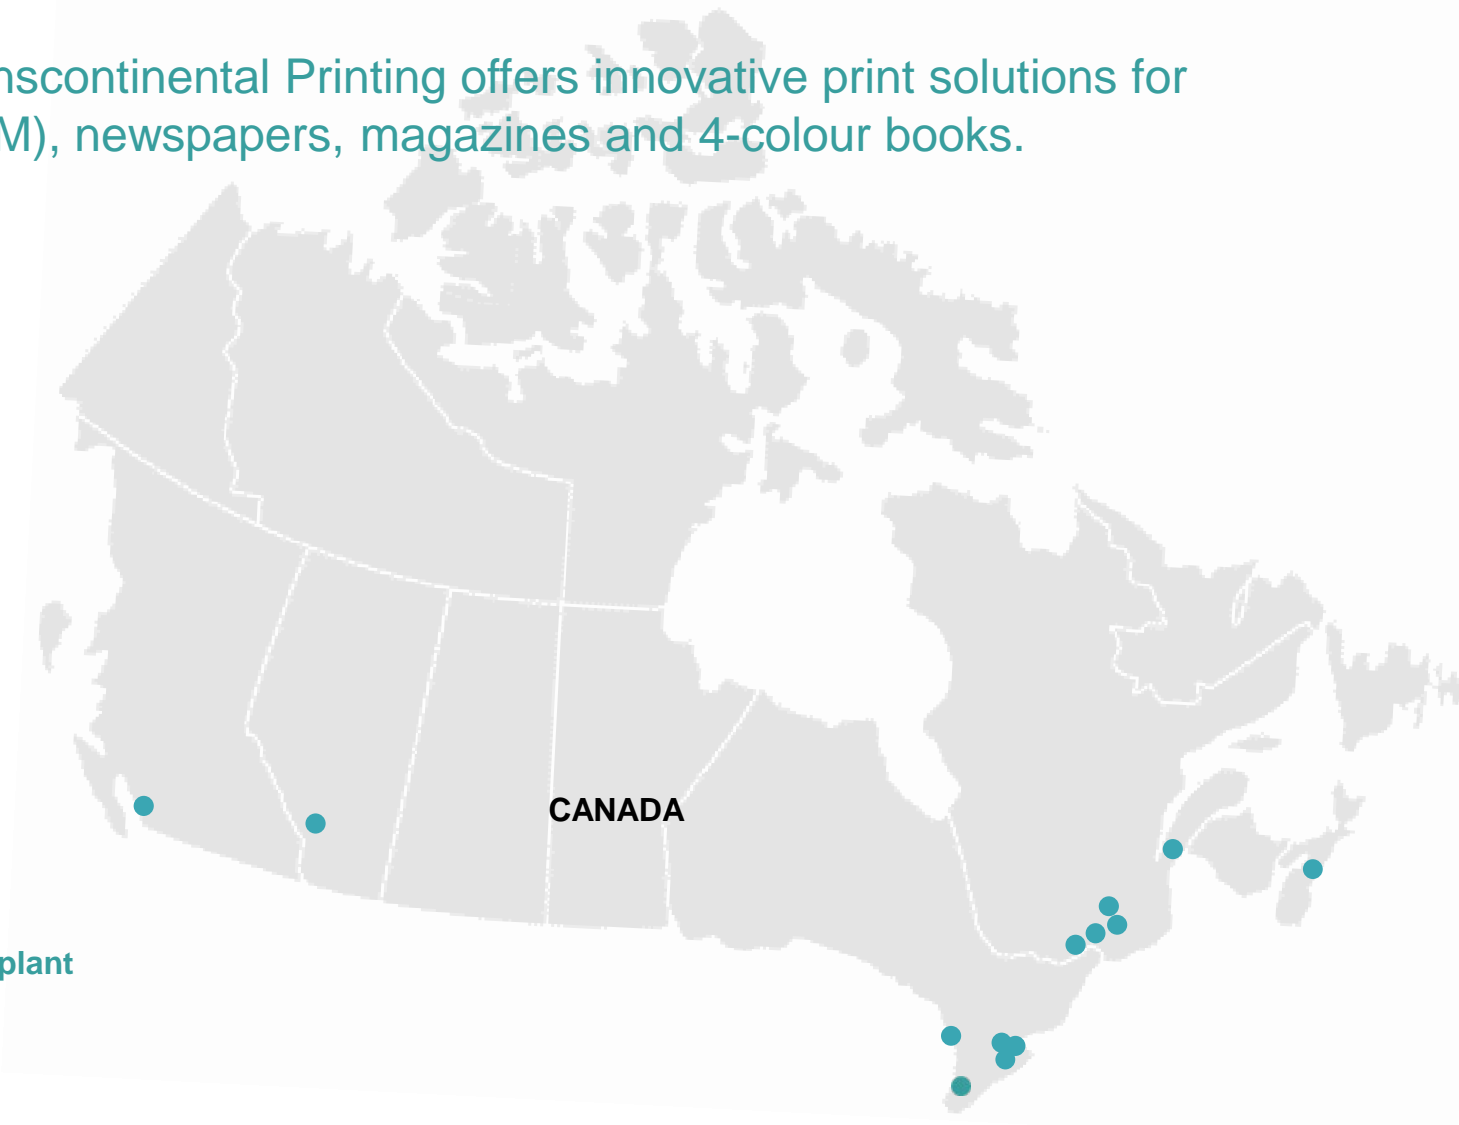 nscontinental Printing offers innovative print solutions for
M), newspapers, magazines and 4-colour books.
CANADA
plant